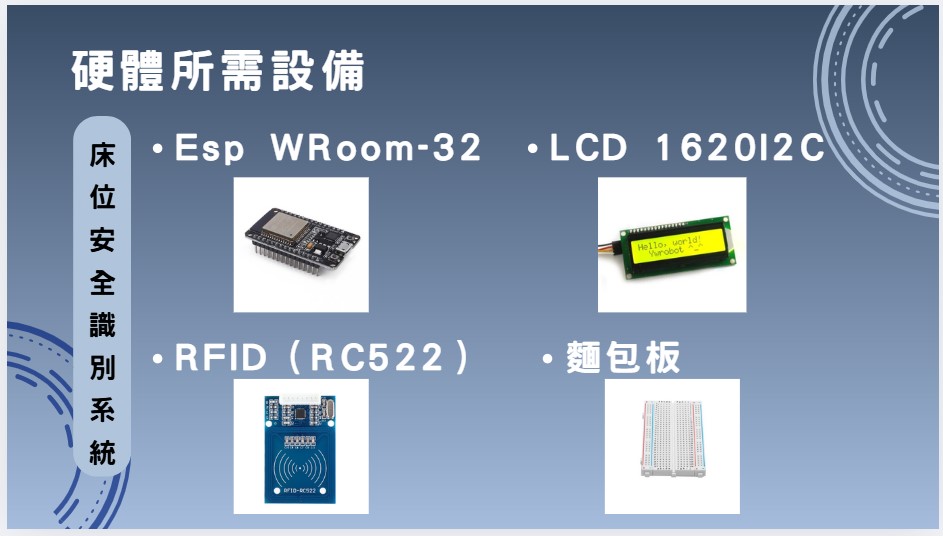 硬體所需設備
床位安全識別系統
• Esp WRoom-32
• LCD 1620I2C
Hello, world!
Ywrobot ^_^
• RFID（RC522）
• 麵包板
RFID-RC522